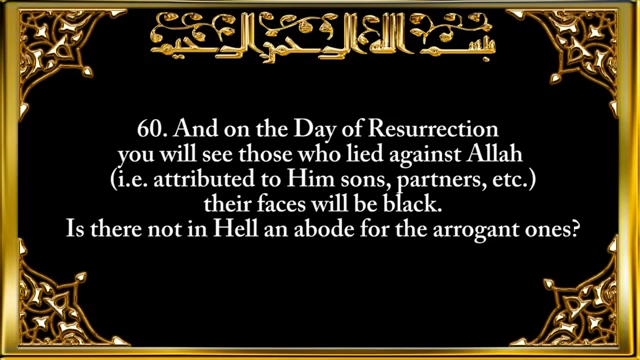 بسم الله الرحمن الرحيم
60. And on the Day of Resurrection
you will see those who lied against Allah
(i.e. attributed to Him sons, partners, etc.)
their faces will be black.
Is there not in Hell an abode for the arrogant ones?